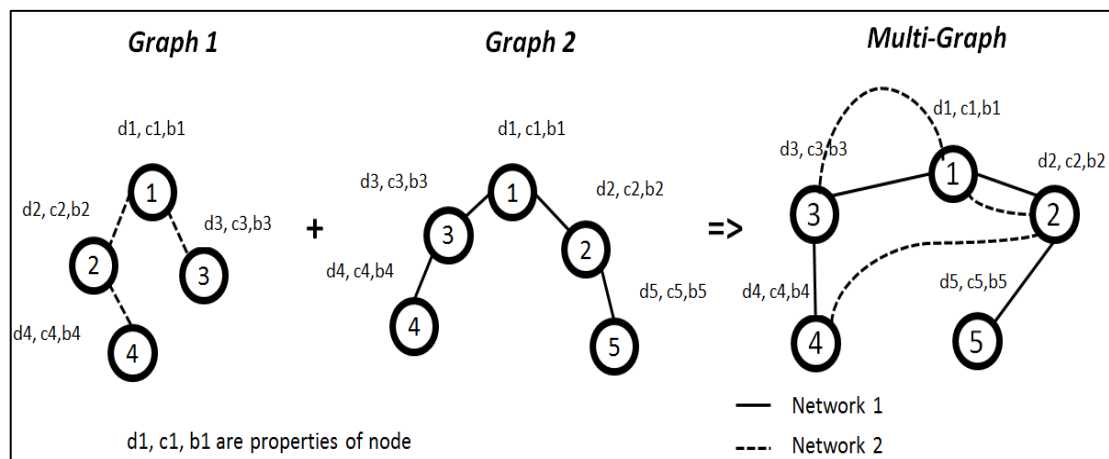 Graph 1
Graph 2
Multi-Graph
d1, c1,b1
1
d2, c2,b2
2
d3, c3,b3
3
d4, c4,b4
4
+
d1, c1,b1
1
d3, c3,b3
3
d2, c2,b2
2
d4, c4,b4
4
d5, c5,b5
5
=>
d1, c1,b1
1
d3, c3,b3
3
d2, c2,b2
2
d4, c4,b4
4
d5, c5,b5
5
Network 1
Network 2
d1, c1, b1 are properties of node